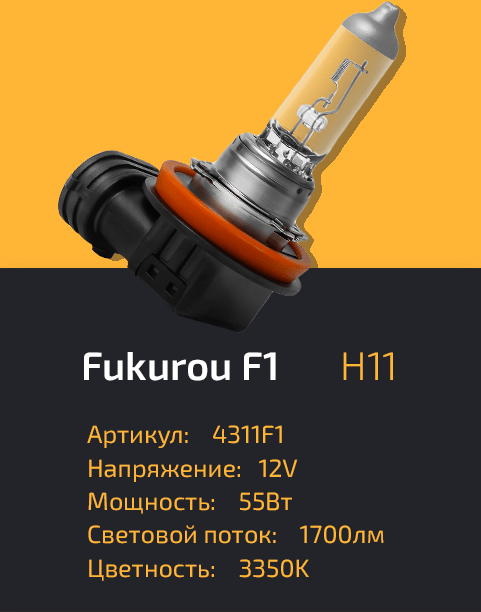 Fukurou F1 H11
Артикул: 4311F1
Напряжение: 12V
Мощность: 55Вт
Световой поток: 1700лм
Цветность: 3350K